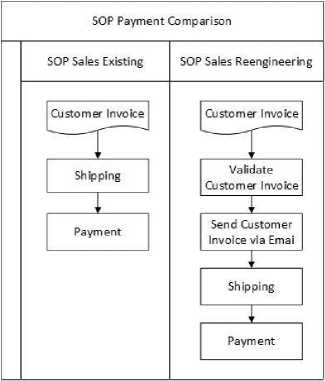 SOP Payment Comparison
SOP Sales Existing
SOP Sales Reengineering
Customer Invoice
Shipping
Payment
Customer Invoice
Validate
Customer Invoice
Send Customer
Invoice via Emai
Shipping
Payment